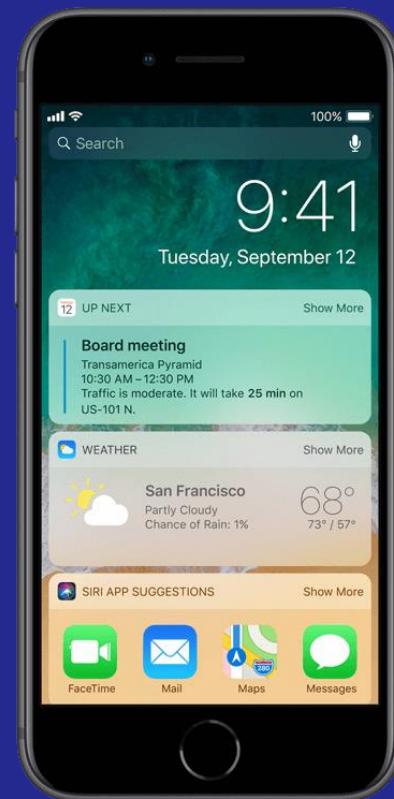 100%
Search
9:41
Tuesday, September 12
12
UP NEXT
Show More
Board meeting
Transamerica Pyramid
10:30 AM – 12:30 PM
Traffic is moderate. It will take 25 min on
US-101 N.
WEATHER
Show More
San Francisco
68°
Partly Cloudy
Chance of Rain: 1%
73° / 57°
SIRI APP SUGGESTIONS
Show More
280
FaceTime
Mail
Maps
Messages